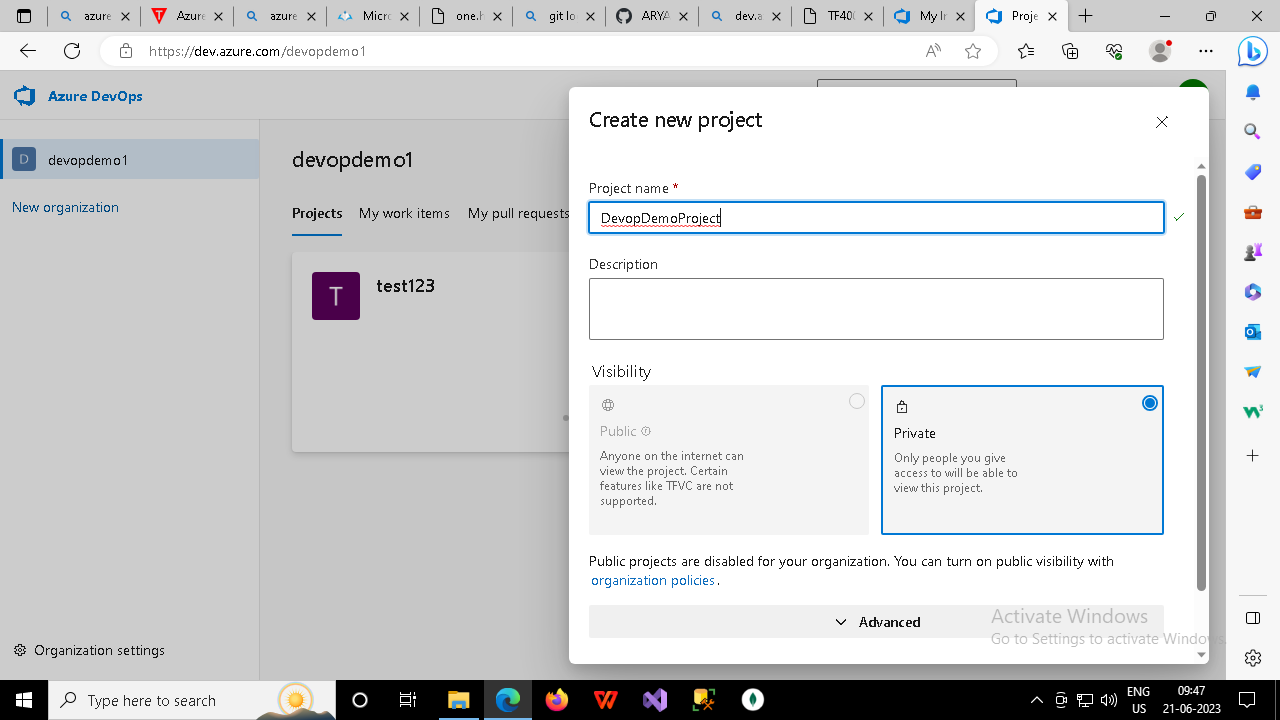 azure
Azure
azure
Micro
one.h
git lo
ARYA
dev.a
TF400
My In
Proje
https://dev.azure.com/devopdemo1
Azure DevOps
D devopdemo1
New organization
devopdemo1
Projects My work items My pull requests
T test123
Organization settings
Create new project
Project name *
DevopDemoProject
Description
Visibility
Public
Anyone on the internet can
view the project. Certain
features like TFVC are not
supported.
Private
Only people you give
access to will be able to
view this project.
Public projects are disabled for your organization. You can turn on public visibility with
organization policies.
Advanced
Activate Windows
Go to Settings to activate Windows.
Type here to search
ENG
US
09:47
21-06-2023